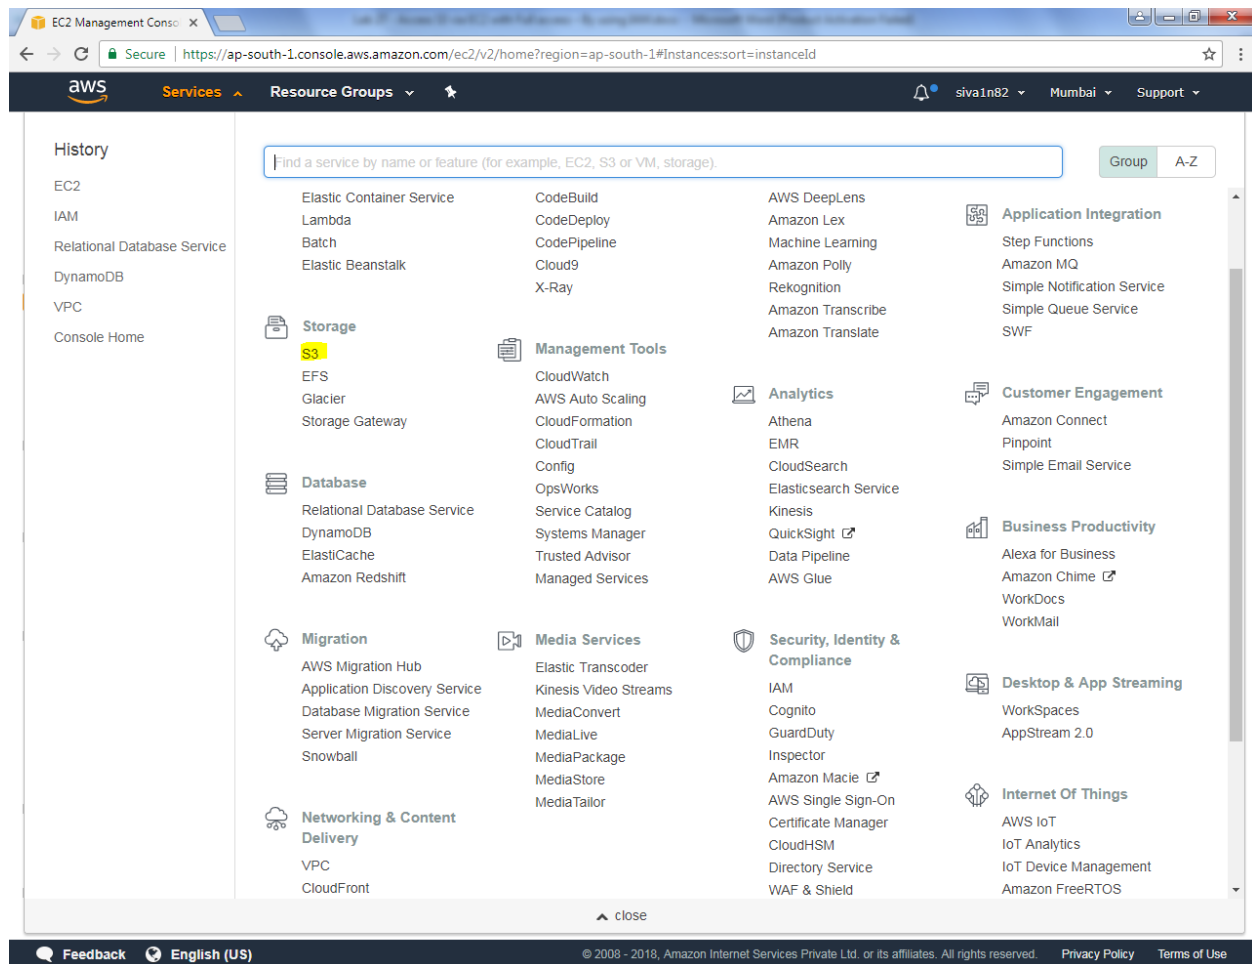 EC2 Management Conso
Secure
https://ap-south-1.console.aws.amazon.com/ec2/v2/home?region=ap-south-1#Instances:sort=instanceId
aws
Services
Resource Groups
siva1n82
Mumbai
Support
History
EC2
IAM
Relational Database Service
DynamoDB
VPC
Console Home
Find a service by name or feature (for example, EC2, S3 or VM, storage).
Group
A-Z
Elastic Container Service
Lambda
Batch
Elastic Beanstalk
Storage
S3
EFS
Glacier
Storage Gateway
Database
Relational Database Service
DynamoDB
ElastiCache
Amazon Redshift
Migration
AWS Migration Hub
Application Discovery Service
Database Migration Service
Server Migration Service
Snowball
Networking & Content
Delivery
VPC
CloudFront
CodeBuild
CodeDeploy
CodePipeline
Cloud9
X-Ray
Management Tools
CloudWatch
AWS Auto Scaling
CloudFormation
CloudTrail
Config
OpsWorks
Service Catalog
Systems Manager
Trusted Advisor
Managed Services
Media Services
Elastic Transcoder
Kinesis Video Streams
MediaConvert
MediaLive
MediaPackage
MediaStore
MediaTailor
AWS DeepLens
Amazon Lex
Machine Learning
Amazon Polly
Rekognition
Amazon Transcribe
Amazon Translate
Analytics
Athena
EMR
CloudSearch
Elasticsearch Service
Kinesis
QuickSight
Data Pipeline
AWS Glue
Security, Identity &
Compliance
IAM
Cognito
GuardDuty
Inspector
Amazon Macie
AWS Single Sign-On
Certificate Manager
CloudHSM
Directory Service
WAF & Shield
Application Integration
Step Functions
Amazon MQ
Simple Notification Service
Simple Queue Service
SWF
Customer Engagement
Amazon Connect
Pinpoint
Simple Email Service
Business Productivity
Alexa for Business
Amazon Chime
WorkDocs
WorkMail
Desktop & App Streaming
WorkSpaces
AppStream 2.0
Internet Of Things
AWS IoT
IoT Analytics
IoT Device Management
Amazon FreeRTOS
close
Feedback
English (US)
© 2008 - 2018, Amazon Internet Services Private Ltd. or its affiliates. All rights reserved.
Privacy Policy
Terms of Use